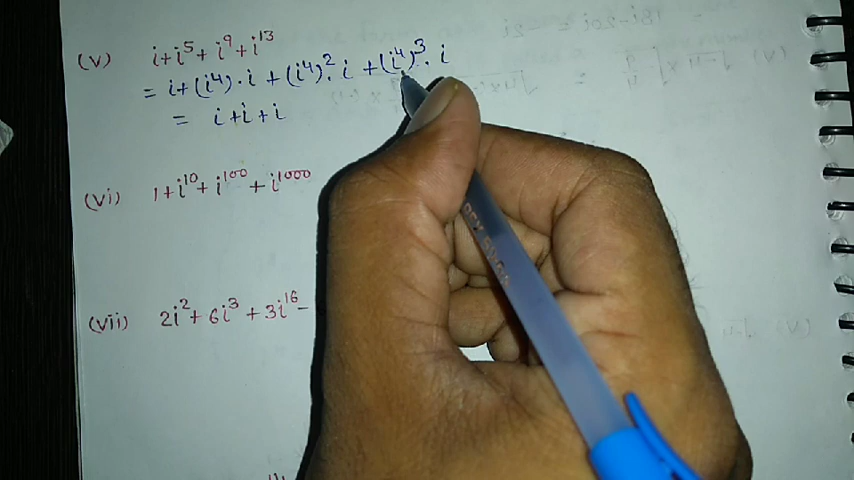 (v) i+i⁵+i⁹+i¹³
= i+(i⁴)·i +(i⁴)²·i +(i⁴)³·i
= i+i+i
(vi) 1+i¹⁰+i¹⁰⁰+i¹⁰⁰⁰
(vii) 2i²+6i³+3i¹⁶−